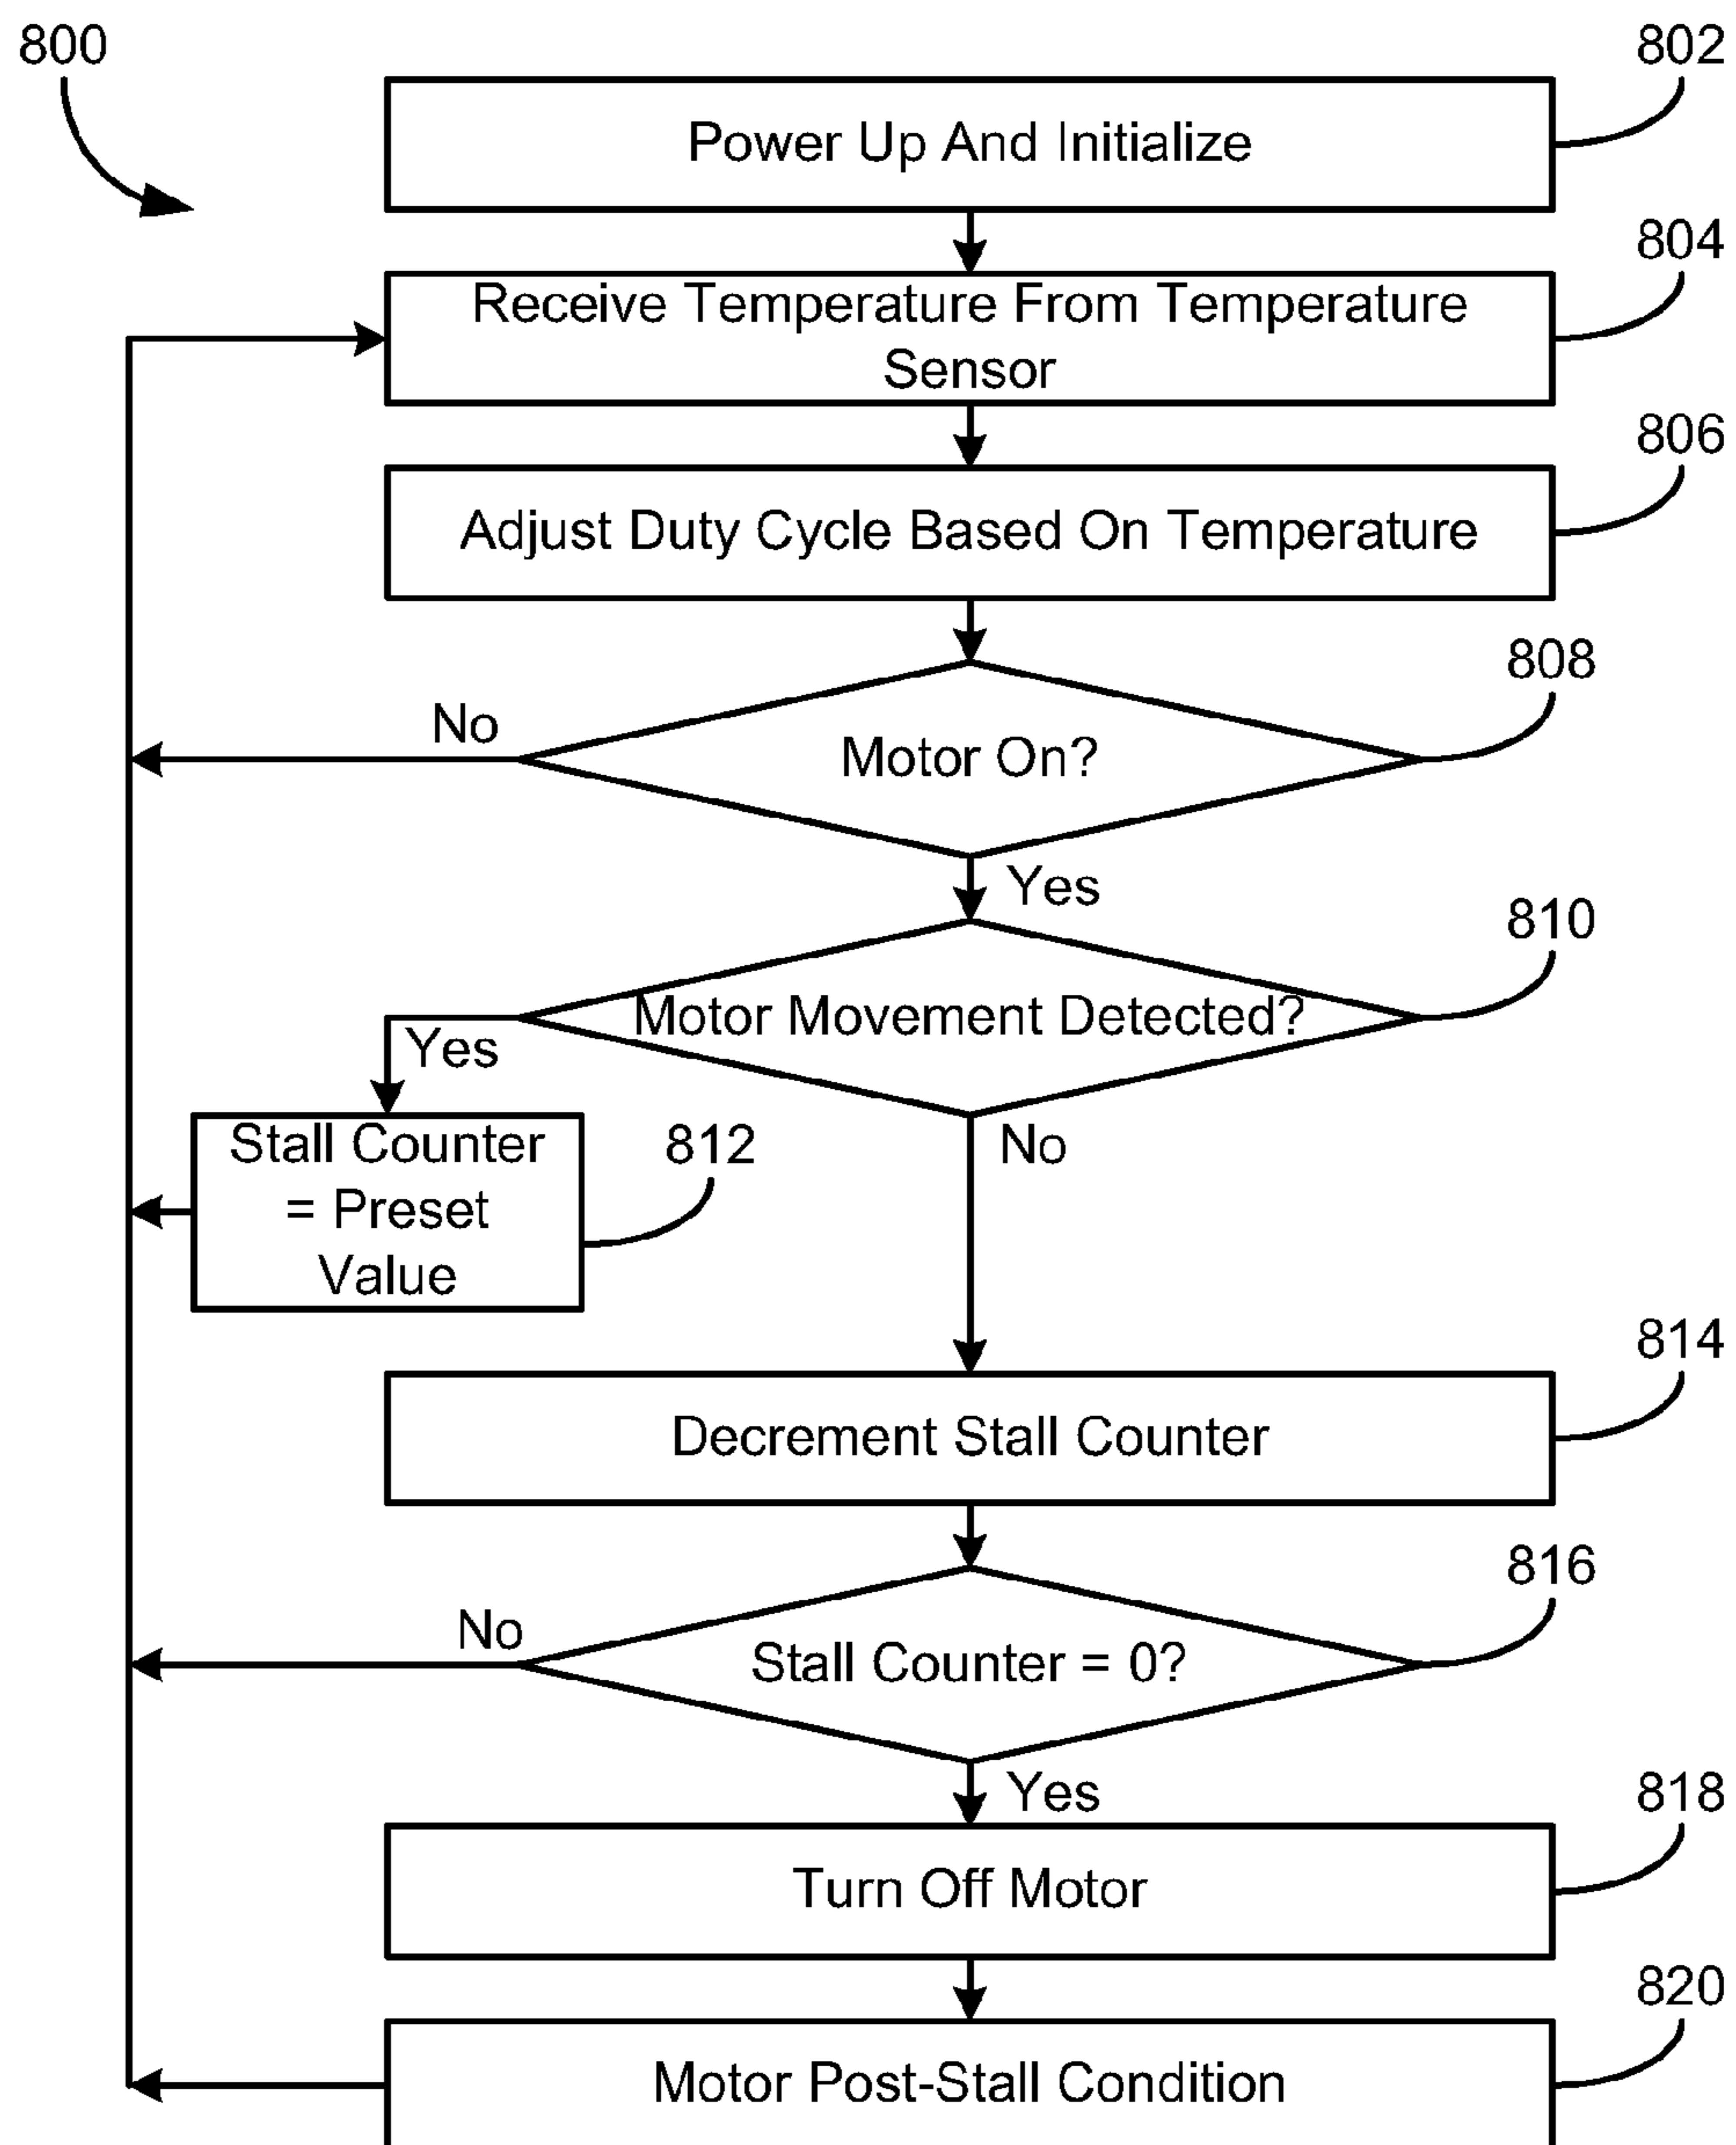 800
802
Power Up And Initialize
804
Receive Temperature From Temperature
Sensor
806
Adjust Duty Cycle Based On Temperature
808
No
Motor On?
Yes
810
Motor Movement Detected?
Yes
Stall Counter
= Preset
Value
812
No
814
Decrement Stall Counter
816
No
Stall Counter = 0?
Yes
818
Turn Off Motor
820
Motor Post-Stall Condition